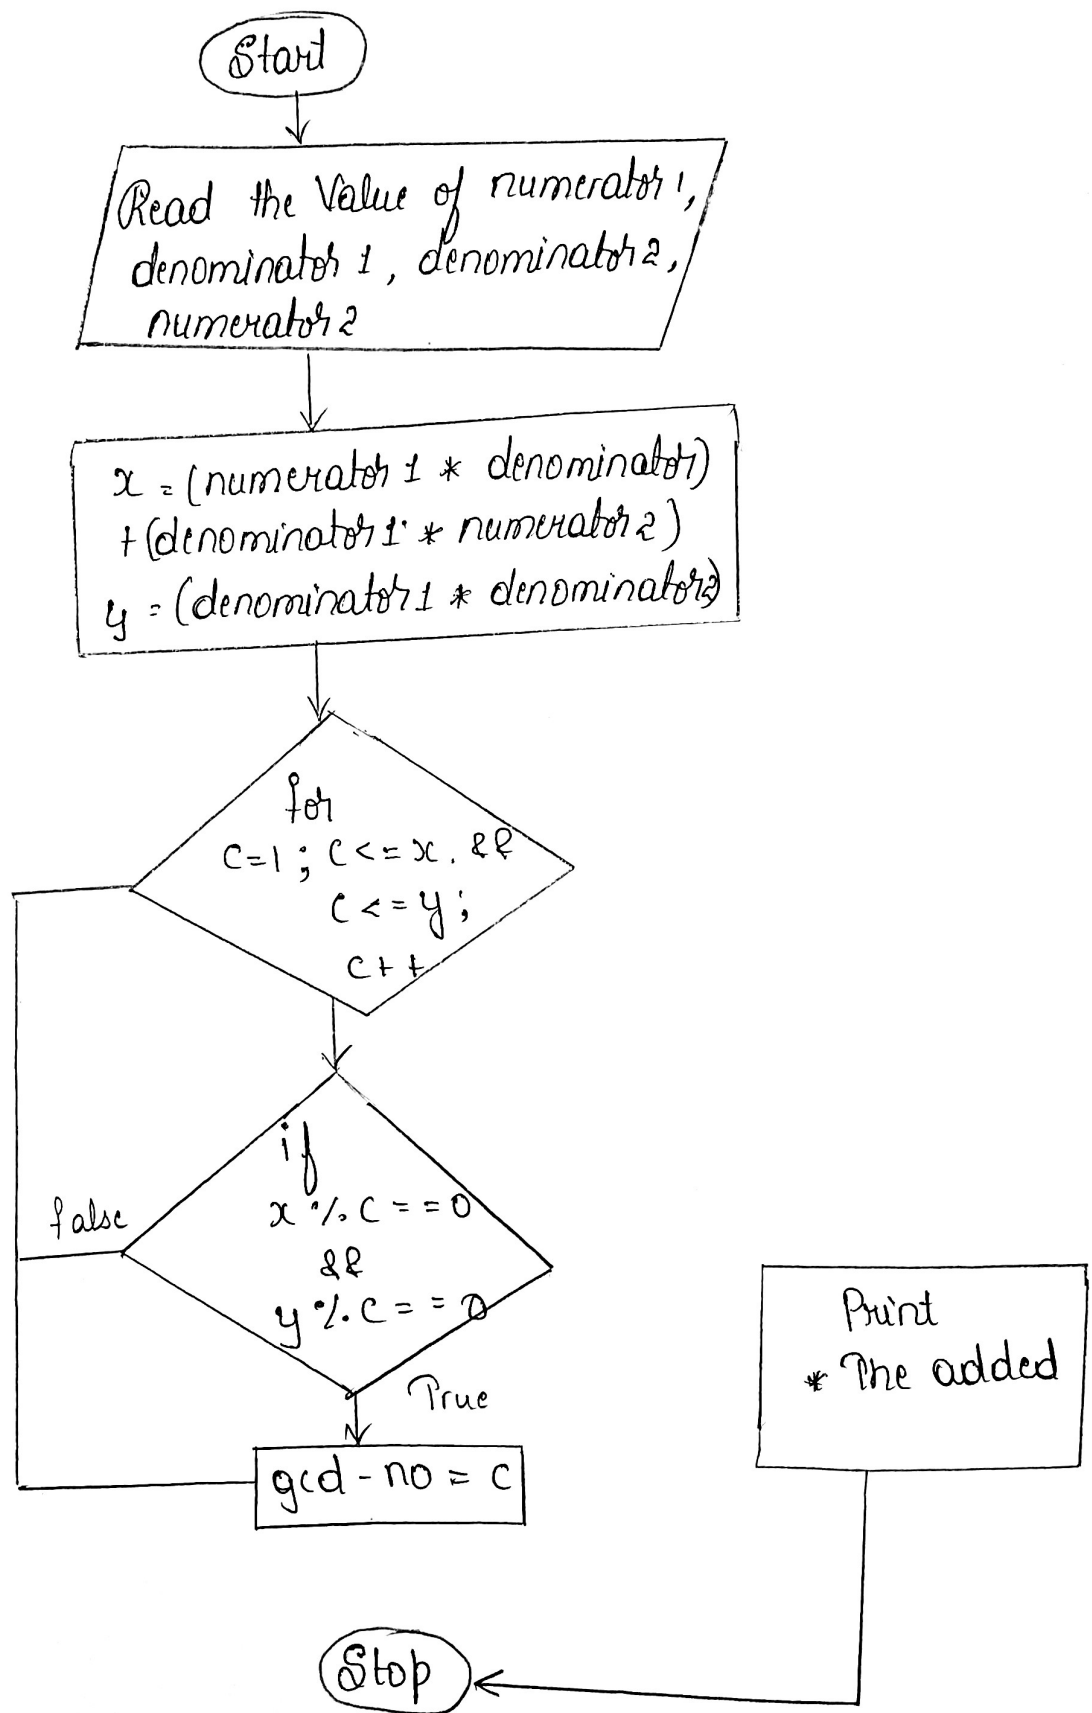 Start
Read the Value of numerator 1,
denominator 1, denominator 2,
numerator 2
x = (numerator 1 * denominator)
+ (denominator 1 * numerator 2)
y = (denominator 1 * denominator 2)
for
C=1; C<=x. &&
C<=y;
C++
if
x % C == 0
&&
y % C == 0
false
True
gcd-no = C
Print
* The added
Stop